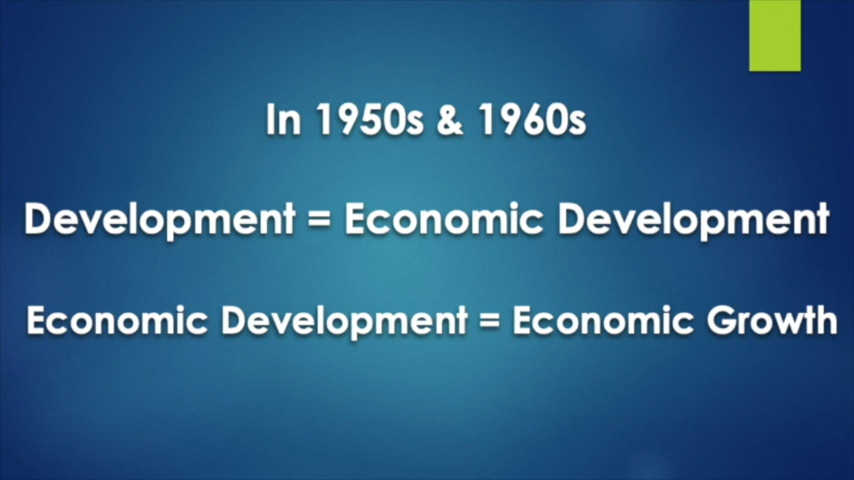 In 1950s & 1960s
Development = Economic Development
Economic Development = Economic Growth